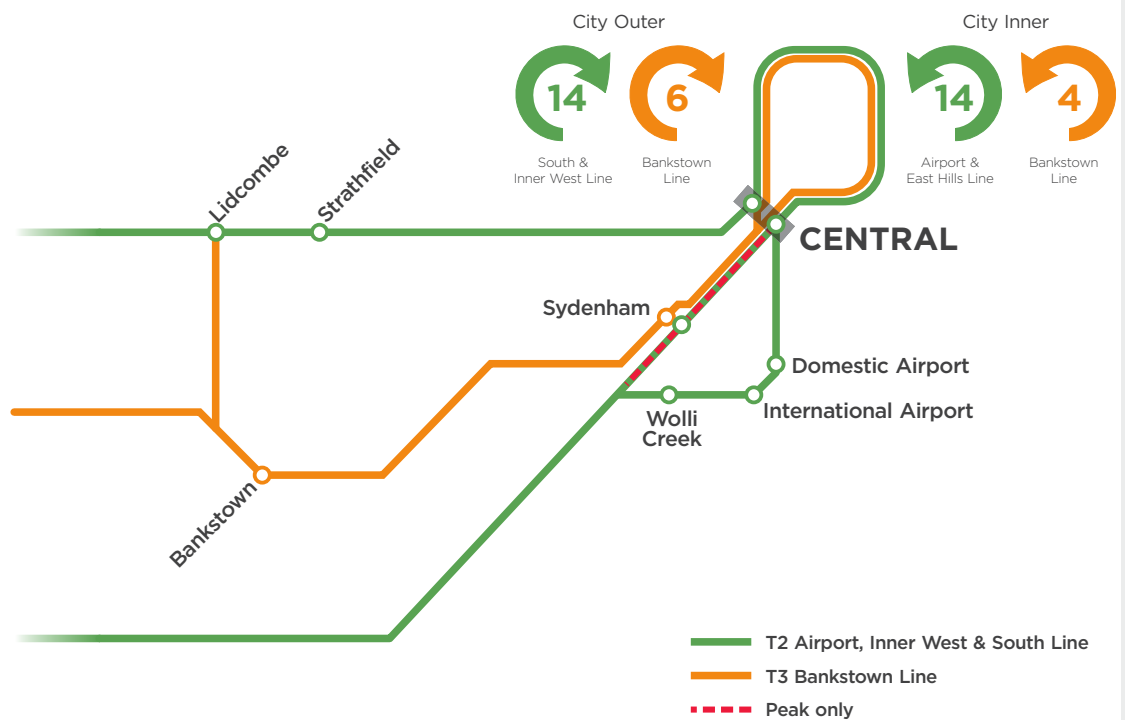 City Outer
City Inner
14
6
14
4
South &
Inner West Line
Bankstown
Line
Airport &
East Hills Line
Bankstown
Line
Lidcombe
Strathfield
CENTRAL
Sydenham
Domestic Airport
International Airport
Wolli
Creek
Bankstown
T2 Airport, Inner West & South Line
T3 Bankstown Line
Peak only